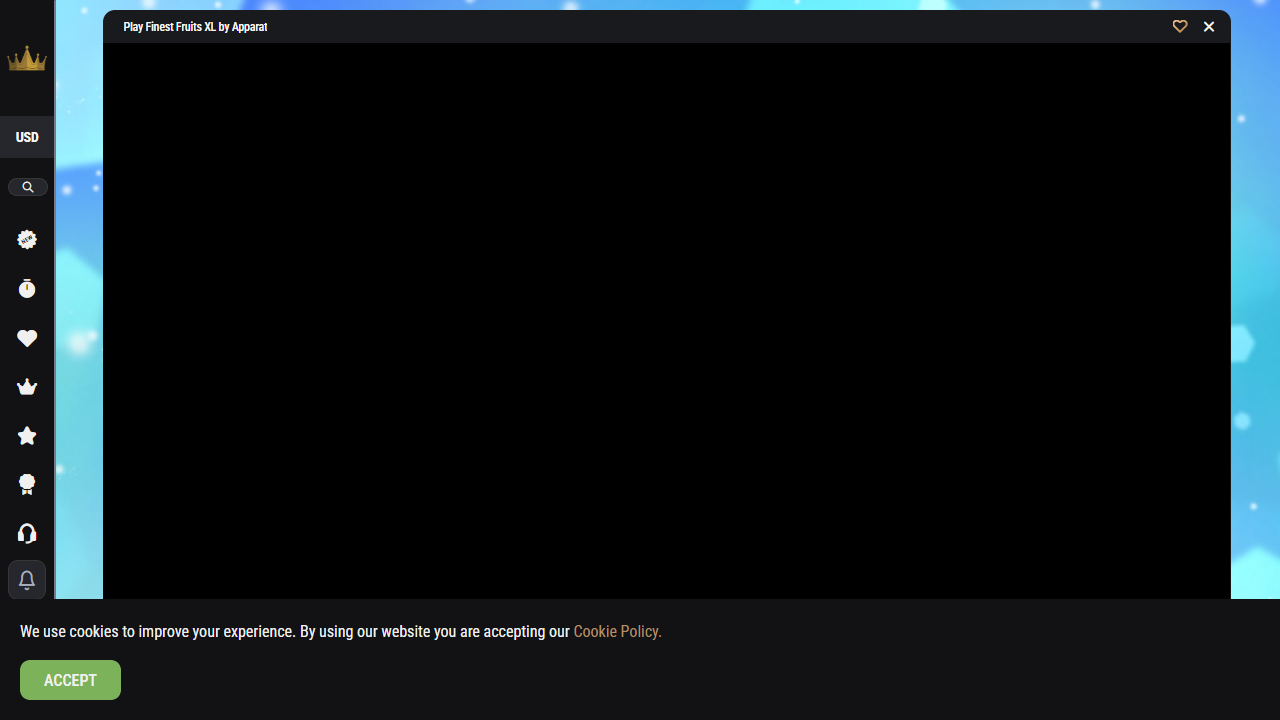 Play Finest Fruits XL by Apparat
USD
NEW
We use cookies to improve your experience. By using our website you are accepting our Cookie Policy.
ACCEPT